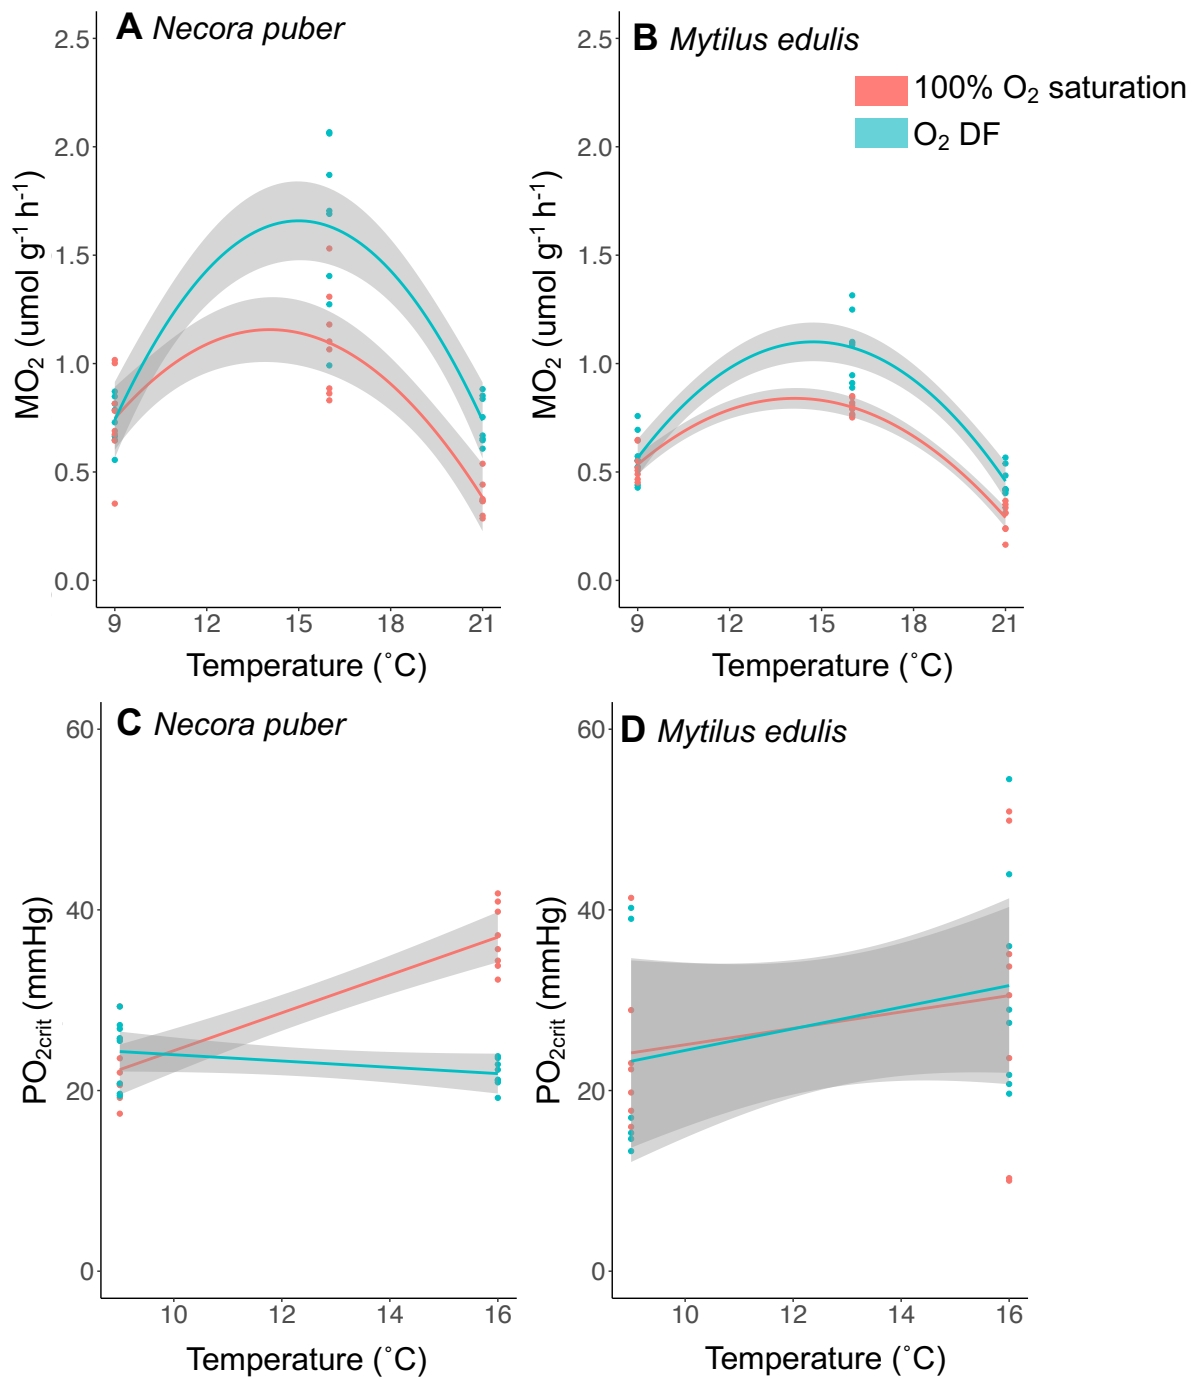 A Necora puber
2.5
2.0
1.5
1.0
0.5
0.0
MO2 (umol g-1 h-1)
9 12 15 18 21
Temperature (˚C)
B Mytilus edulis
100% O2 saturation
O2 DF
2.5
2.0
1.5
1.0
0.5
0.0
MO2 (umol g-1 h-1)
9 12 15 18 21
Temperature (˚C)
C Necora puber
60
40
20
0
PO2crit (mmHg)
10 12 14 16
Temperature (˚C)
D Mytilus edulis
60
40
20
0
PO2crit (mmHg)
10 12 14 16
Temperature (˚C)